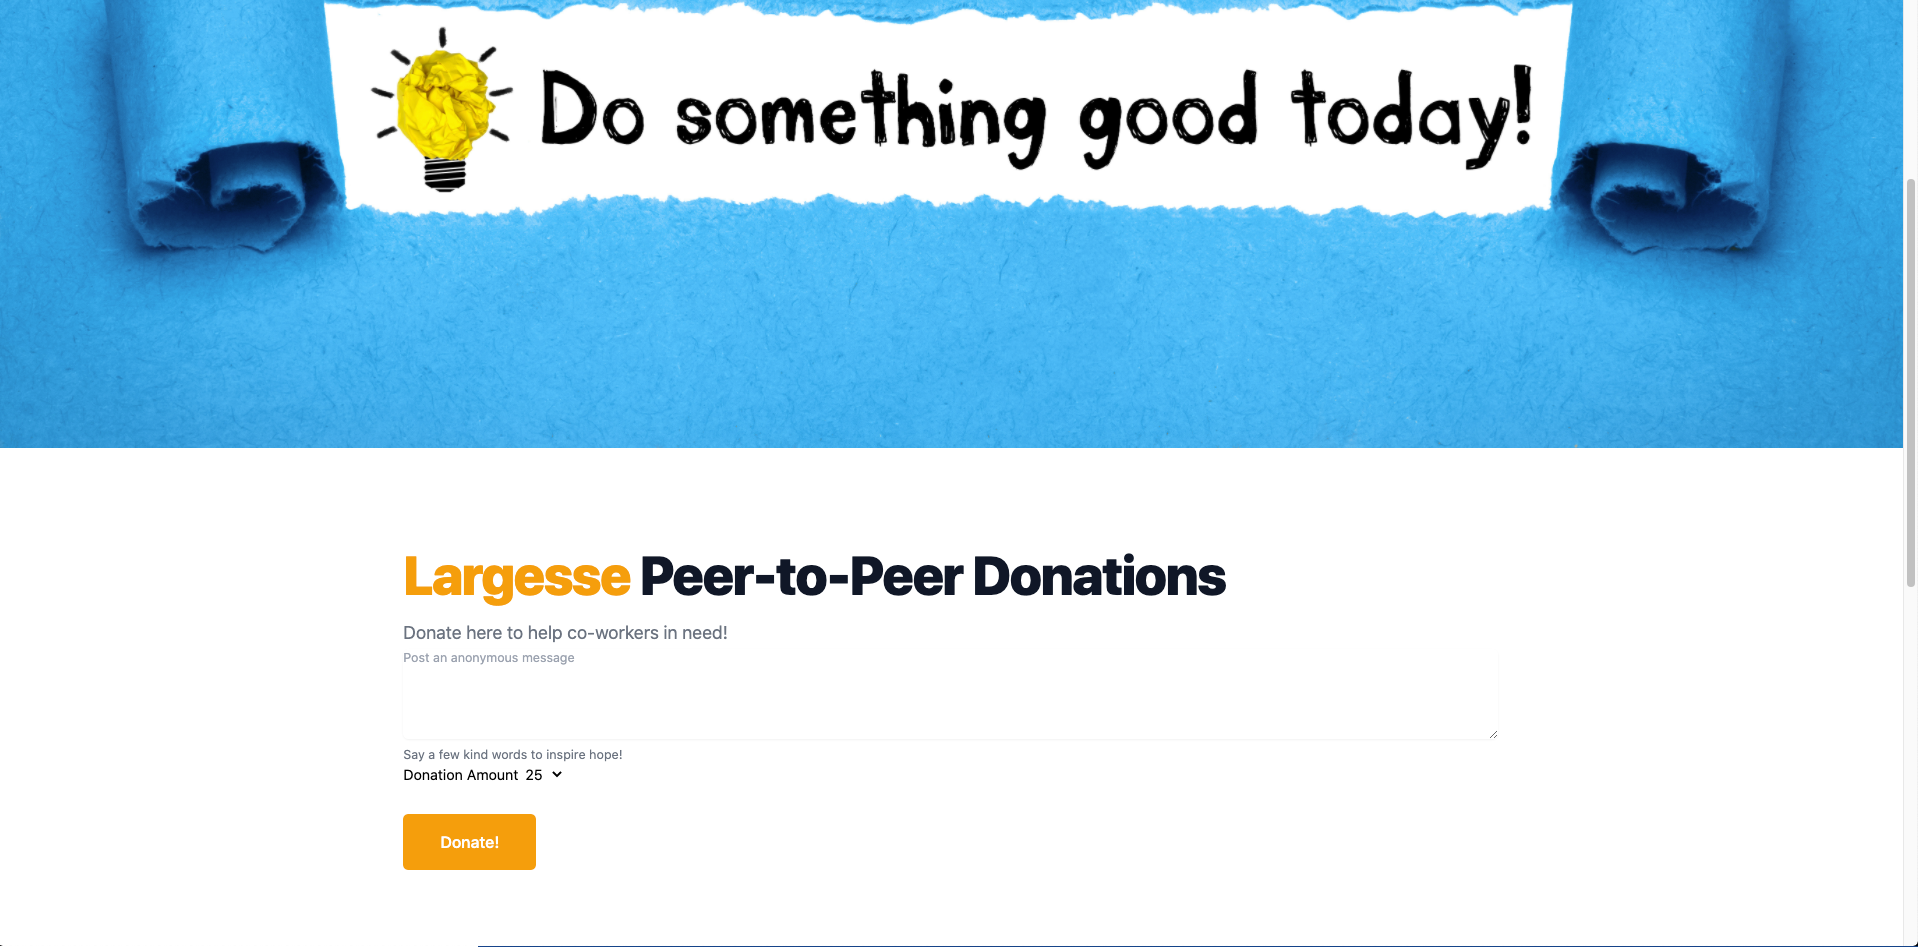 Do something good today!
Largesse Peer-to-Peer Donations
Donate here to help co-workers in need!
Post an anonymous message
Say a few kind words to inspire hope!
Donation Amount 25
Donate!